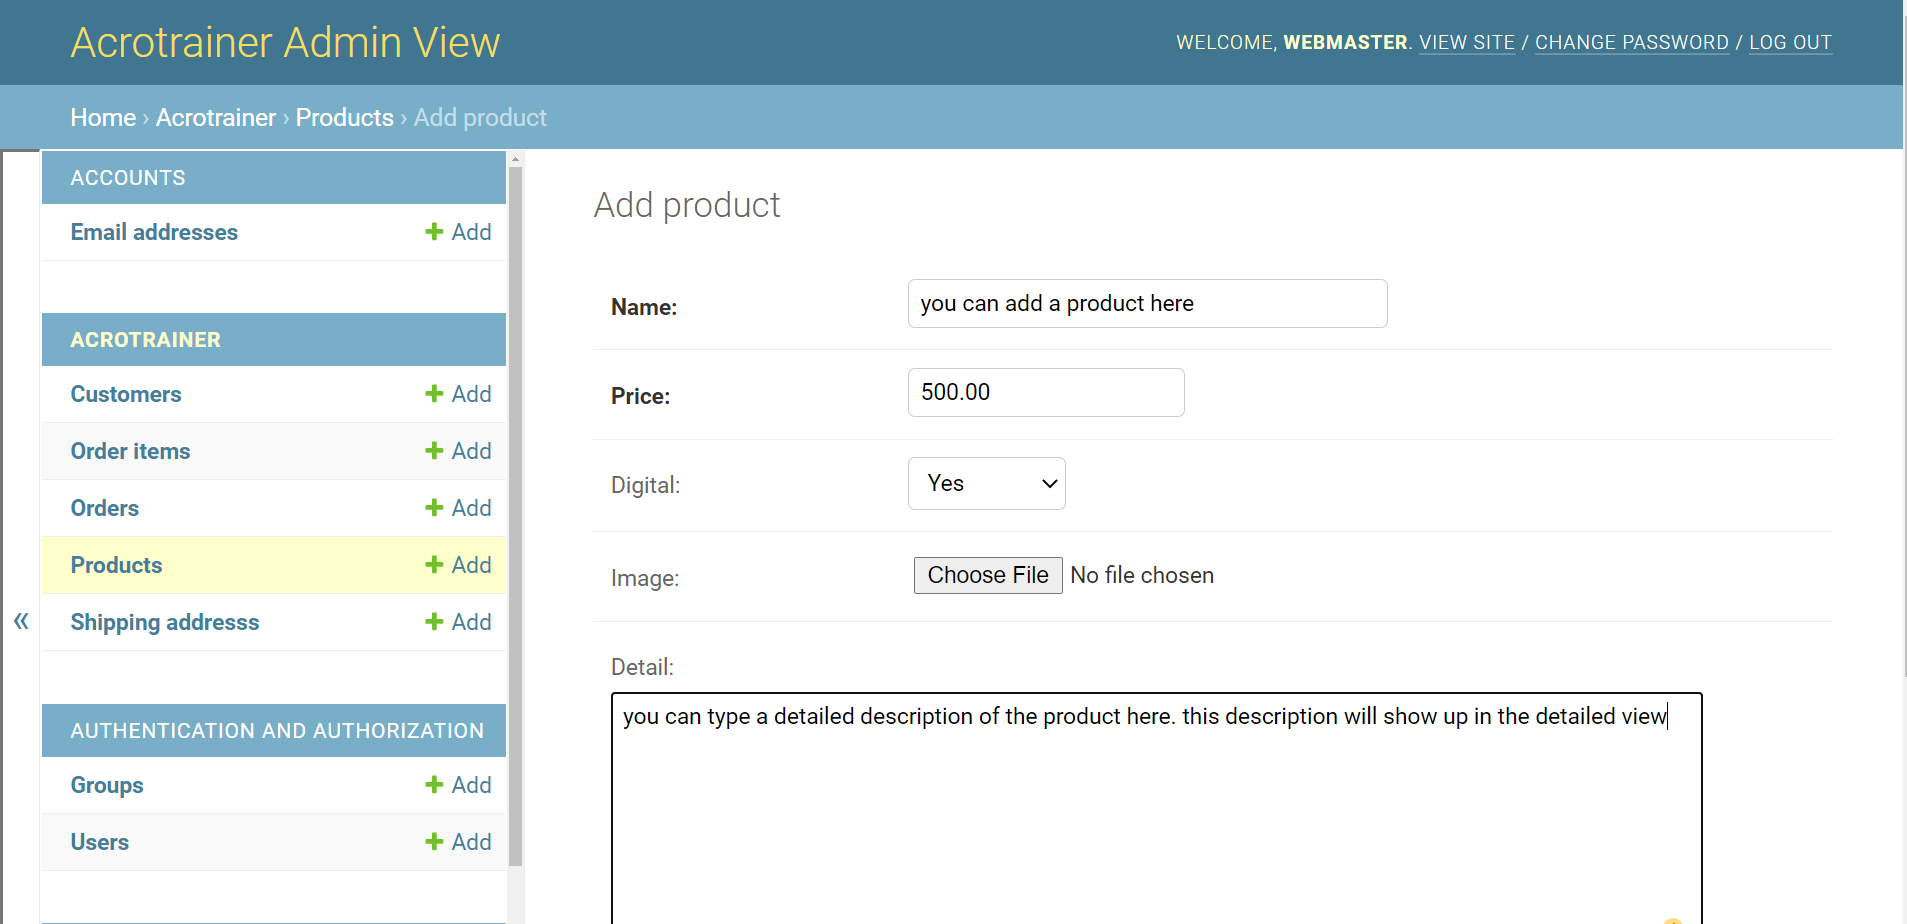 Acrotrainer Admin View
WELCOME, WEBMASTER. VIEW SITE / CHANGE PASSWORD / LOG OUT
Home › Acrotrainer › Products › Add product
ACCOUNTS
Email addresses + Add
ACROTRAINER
Customers + Add
Order items + Add
Orders + Add
Products + Add
Shipping addresss + Add
AUTHENTICATION AND AUTHORIZATION
Groups + Add
Users + Add
«
Add product
Name: you can add a product here
Price: 500.00
Digital: Yes
Image: Choose File No file chosen
Detail:
you can type a detailed description of the product here. this description will show up in the detailed view